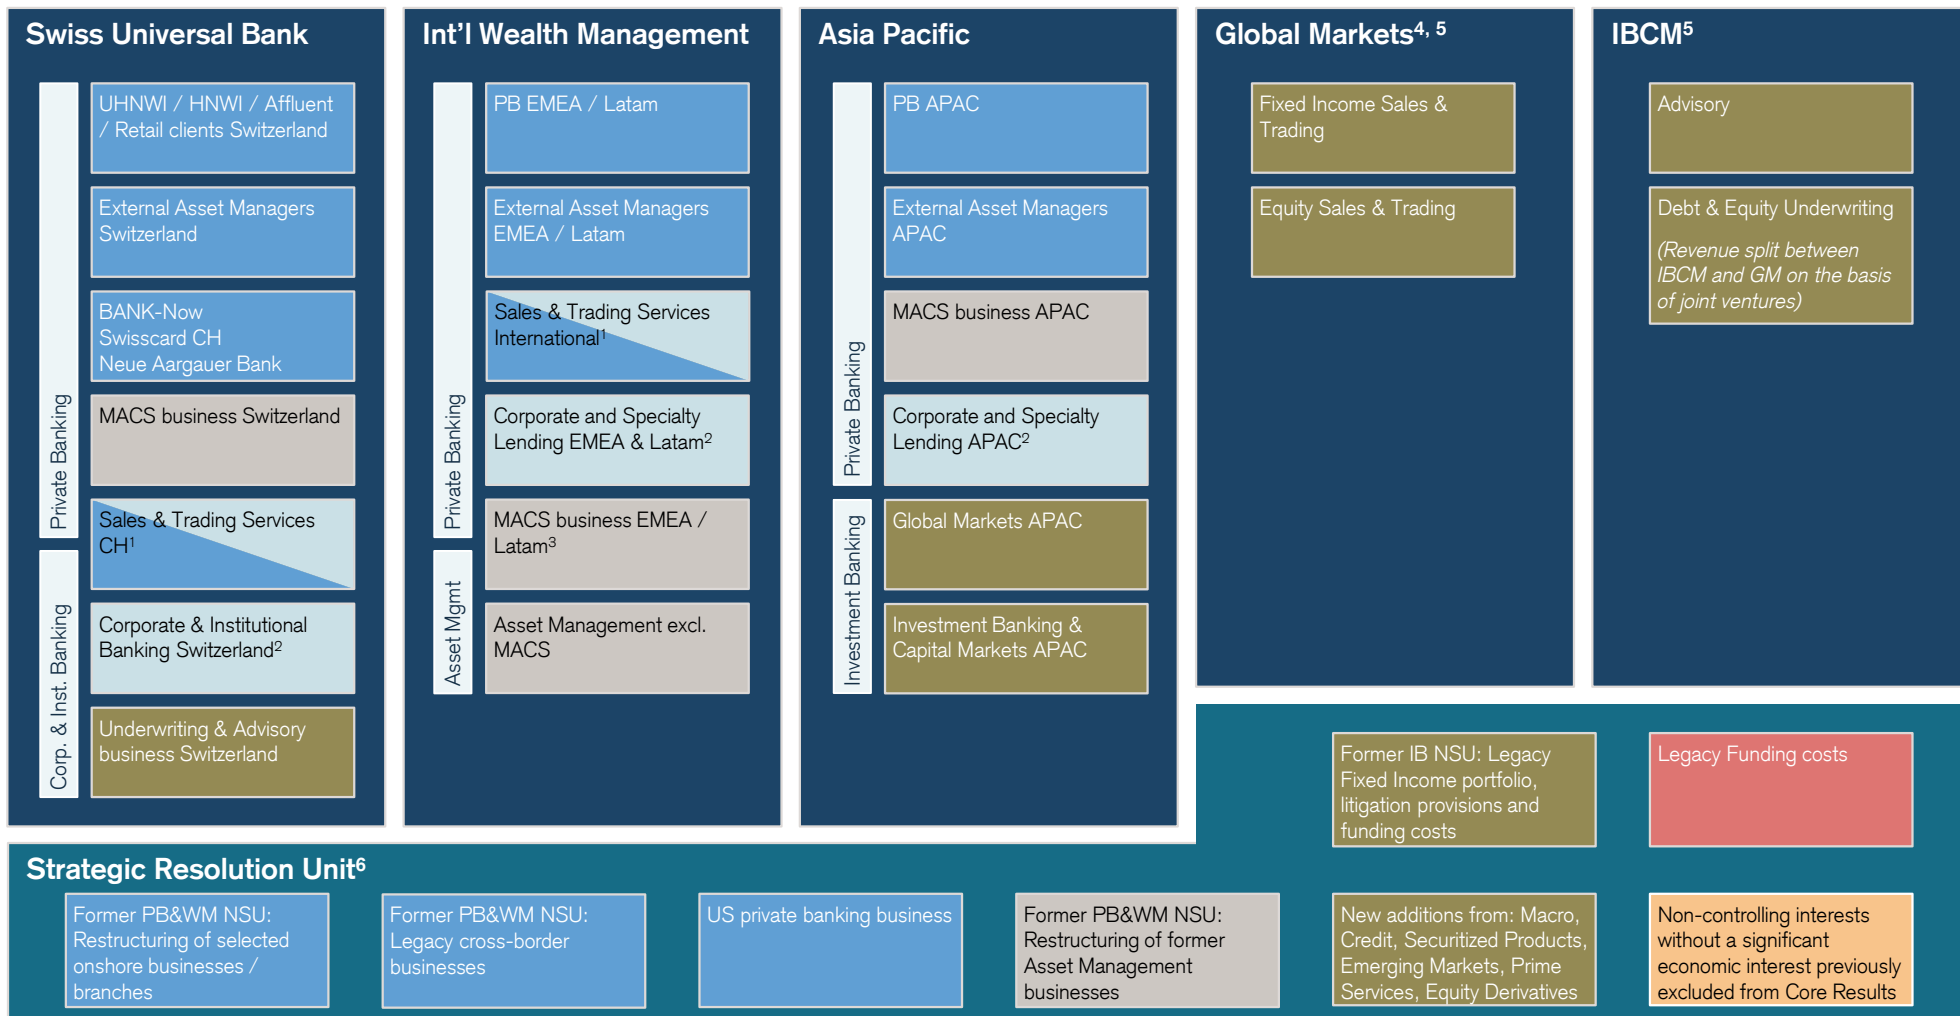 Swiss Universal Bank
Private Banking
UHNWI / HNWI / Affluent
/ Retail clients Switzerland
External Asset Managers
Switzerland
BANK-Now
Swisscard CH
Neue Aargauer Bank
MACS business Switzerland
Sales & Trading Services
CH1
Corp. & Inst. Banking
Corporate & Institutional
Banking Switzerland2
Underwriting & Advisory
business Switzerland
Int'l Wealth Management
Private Banking
PB EMEA / Latam
External Asset Managers
EMEA / Latam
Sales & Trading Services
International1
Corporate and Specialty
Lending EMEA & Latam2
MACS business EMEA /
Latam3
Asset Mgmt
Asset Management excl.
MACS
Asia Pacific
Private Banking
PB APAC
External Asset Managers
APAC
MACS business APAC
Corporate and Specialty
Lending APAC2
Investment Banking
Global Markets APAC
Investment Banking &
Capital Markets APAC
Global Markets4, 5
Fixed Income Sales &
Trading
Equity Sales & Trading
IBCM5
Advisory
Debt & Equity Underwriting
(Revenue split between
IBCM and GM on the basis
of joint ventures)
Strategic Resolution Unit6
Former IB NSU: Legacy
Fixed Income portfolio,
litigation provisions and
funding costs
Legacy Funding costs
Former PB&WM NSU:
Restructuring of selected
onshore businesses /
branches
Former PB&WM NSU:
Legacy cross-border
businesses
US private banking business
Former PB&WM NSU:
Restructuring of former
Asset Management
businesses
New additions from: Macro,
Credit, Securitized Products,
Emerging Markets, Prime
Services, Equity Derivatives
Non-controlling interests
without a significant
economic interest previously
excluded from Core Results